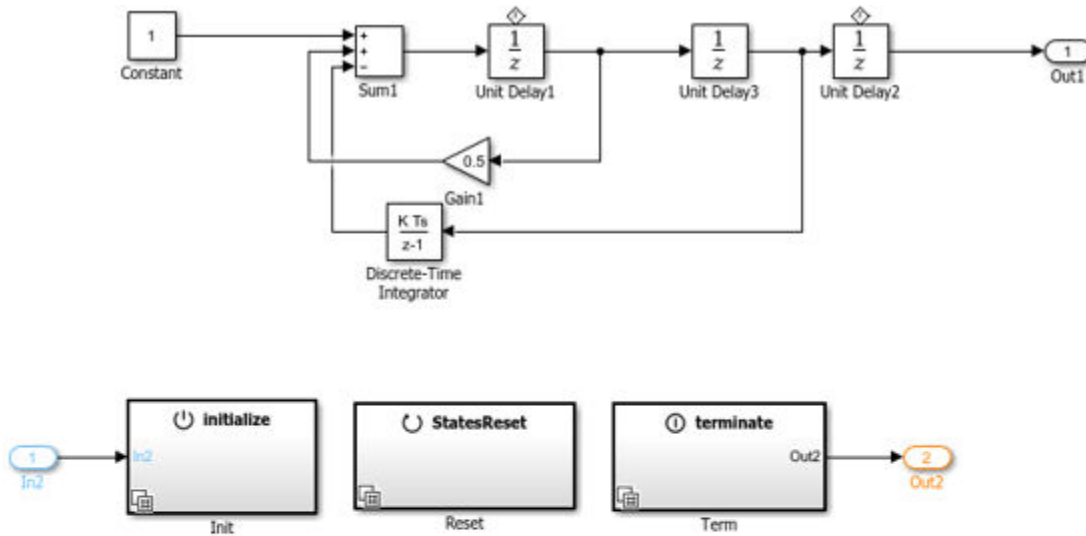 1
Constant
+
+
−
Sum1
1
z
Unit Delay1
1
z
Unit Delay3
1
z
Unit Delay2
1
Out1
0.5
Gain1
K Ts
z-1
Discrete-Time
Integrator
1
In2
initialize
In2
Init
StatesReset
Reset
terminate
Out2
Term
2
Out2